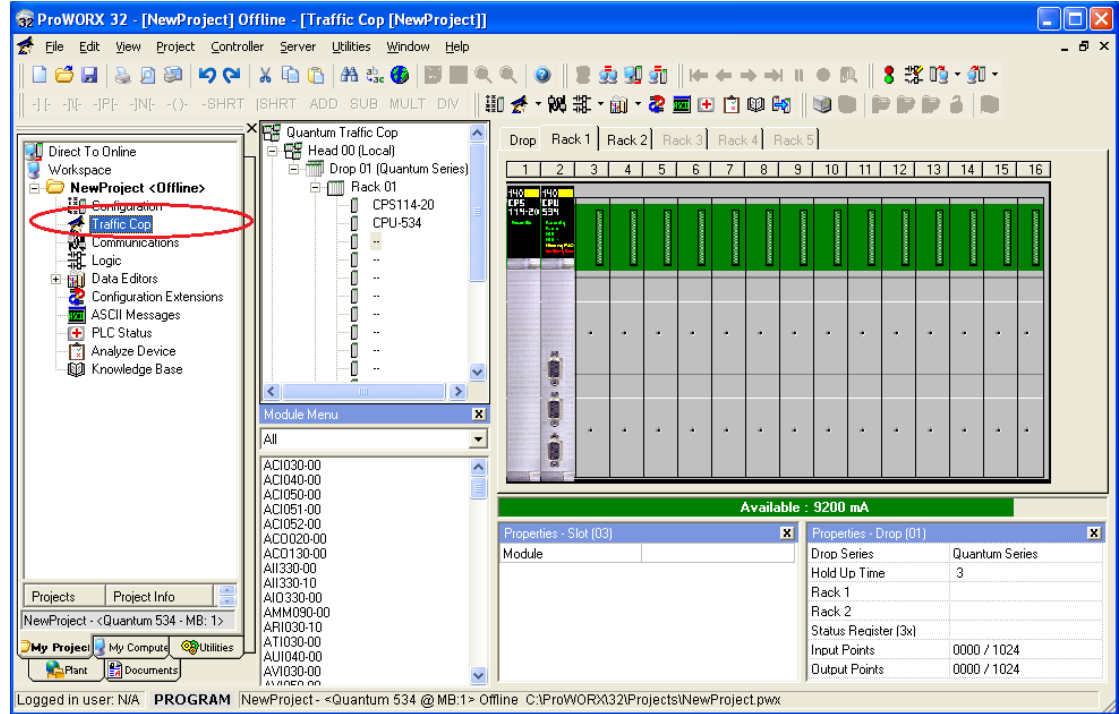 ProWORX 32 - [NewProject] Offline - [Traffic Cop [NewProject]]
File Edit View Project Controller Server Utilities Window Help
-] [- -]\[- -]P[- -]N[- -()- -SHRT |SHRT ADD SUB MULT DIV
Direct To Online
Workspace
NewProject <Offline>
Configuration
Traffic Cop
Communications
Logic
Data Editors
Configuration Extensions
ASCII Messages
PLC Status
Analyze Device
Knowledge Base
Projects Project Info
NewProject - <Quantum 534 - MB: 1>
My Project My Compute Utilities
Plant Documents
Quantum Traffic Cop
Head 00 (Local)
Drop 01 (Quantum Series)
Rack 01
CPS114-20
CPU-534
--
--
--
--
--
--
--
--
Module Menu
All
ACI030-00
ACI040-00
ACI050-00
ACI051-00
ACI052-00
ACO020-00
ACO130-00
AII330-00
AII330-10
AIO330-00
AMM090-00
ARI030-10
ATI030-00
AUI040-00
AVI030-00
Drop Rack 1 Rack 2 Rack 3 Rack 4 Rack 5
1 2 3 4 5 6 7 8 9 10 11 12 13 14 15 16
140 140
CPS CPU
114-20 534
Available : 9200 mA
Properties - Slot (03)
Module
Properties - Drop (01)
Drop Series Quantum Series
Hold Up Time 3
Rack 1
Rack 2
Status Register (3x)
Input Points 0000 / 1024
Output Points 0000 / 1024
Logged in user: N/A PROGRAM NewProject - <Quantum 534 @ MB:1> Offline C:\ProWORX\32\Projects\NewProject.pwx